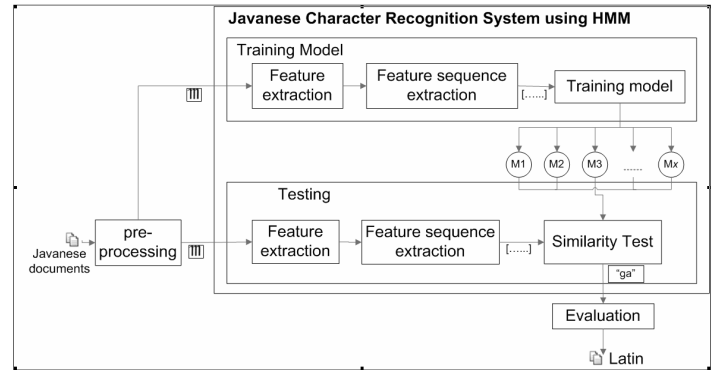 Javanese Character Recognition System using HMM
Training Model
Feature
extraction
Feature sequence
extraction
[......]
Training model
M1
M2
M3
......
Mx
Testing
Javanese
documents
pre-
processing
Feature
extraction
Feature sequence
extraction
[......]
Similarity Test
"ga"
Evaluation
Latin